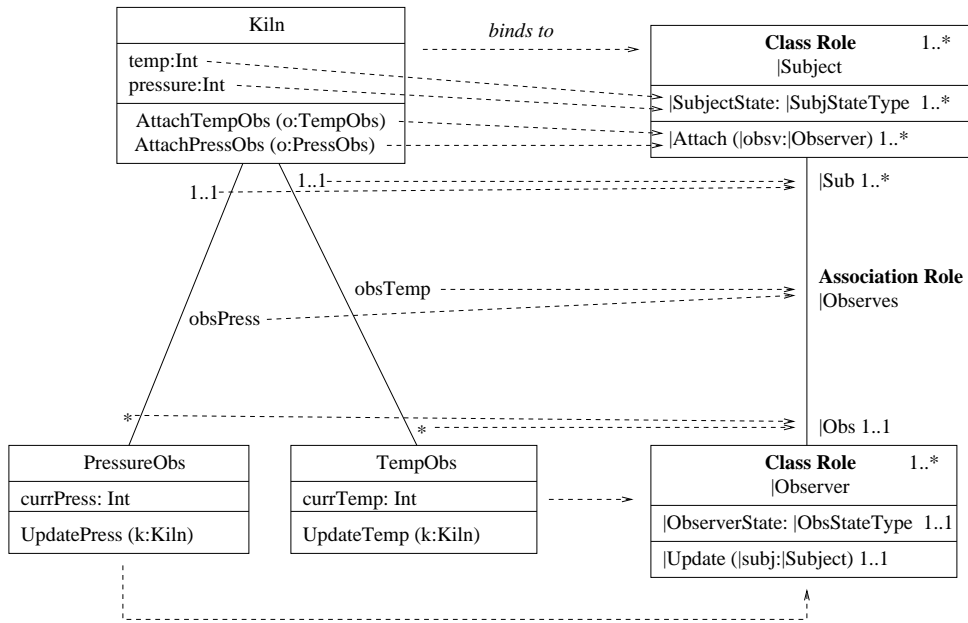 Kiln
temp:Int
pressure:Int
AttachTempObs (o:TempObs)
AttachPressObs (o:PressObs)
binds to
Class Role 1..*
|Subject
|SubjectState: |SubjStateType 1..*
|Attach (|obsv:|Observer) 1..*
1..1
1..1
|Sub 1..*
obsTemp
obsPress
Association Role
|Observes
*
*
|Obs 1..1
PressureObs
currPress: Int
UpdatePress (k:Kiln)
TempObs
currTemp: Int
UpdateTemp (k:Kiln)
Class Role 1..*
|Observer
|ObserverState: |ObsStateType 1..1
|Update (|subj:|Subject) 1..1